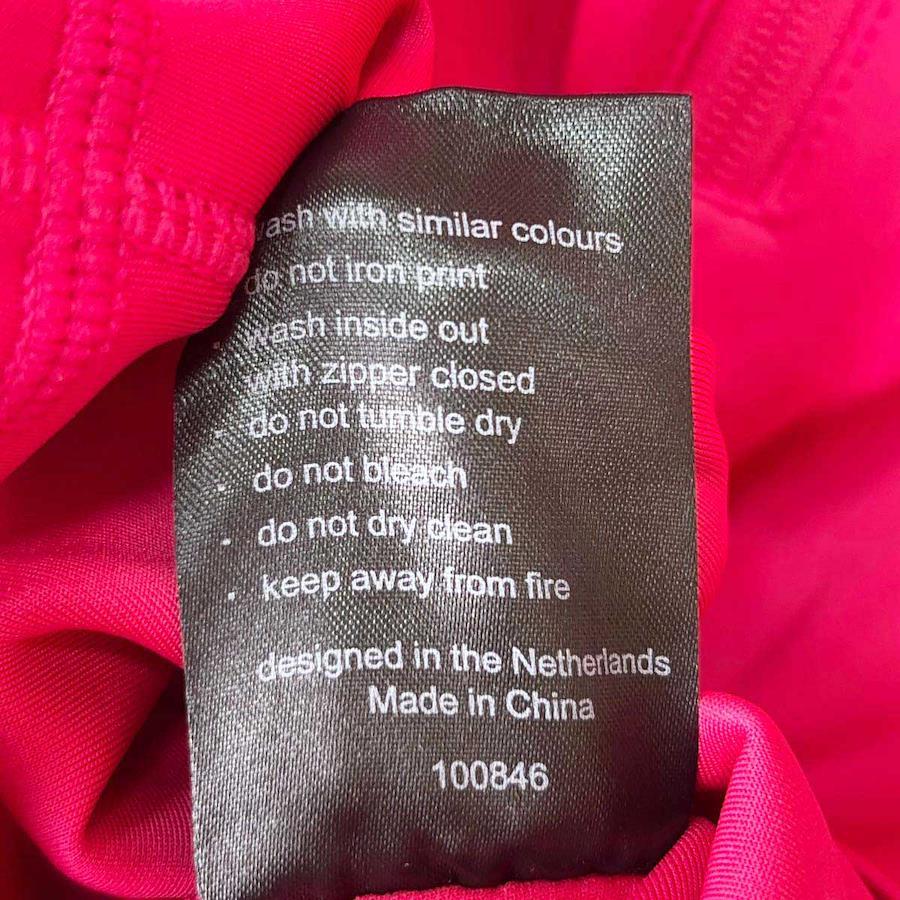 wash with similar colours
do not iron print
- wash inside out
with zipper closed
- do not tumble dry
- do not bleach
- do not dry clean
- keep away from fire
designed in the Netherlands
Made in China
100846